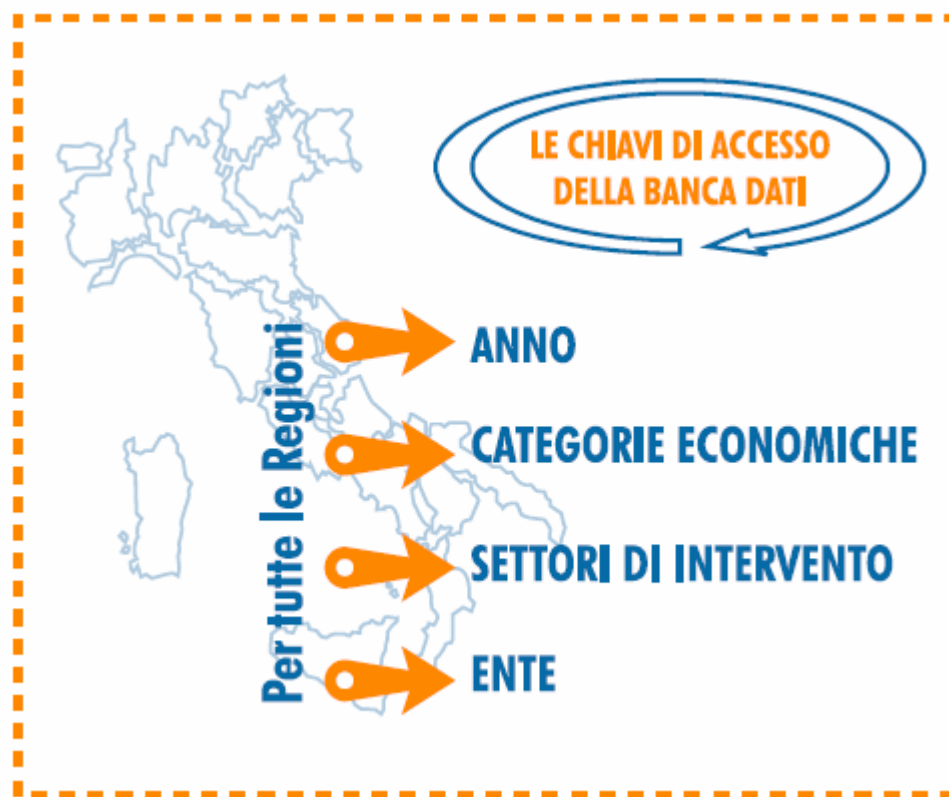 LE CHIAVI DI ACCESSO
DELLA BANCA DATI
Per tutte le Regioni
ANNO
CATEGORIE ECONOMICHE
SETTORI DI INTERVENTO
ENTE